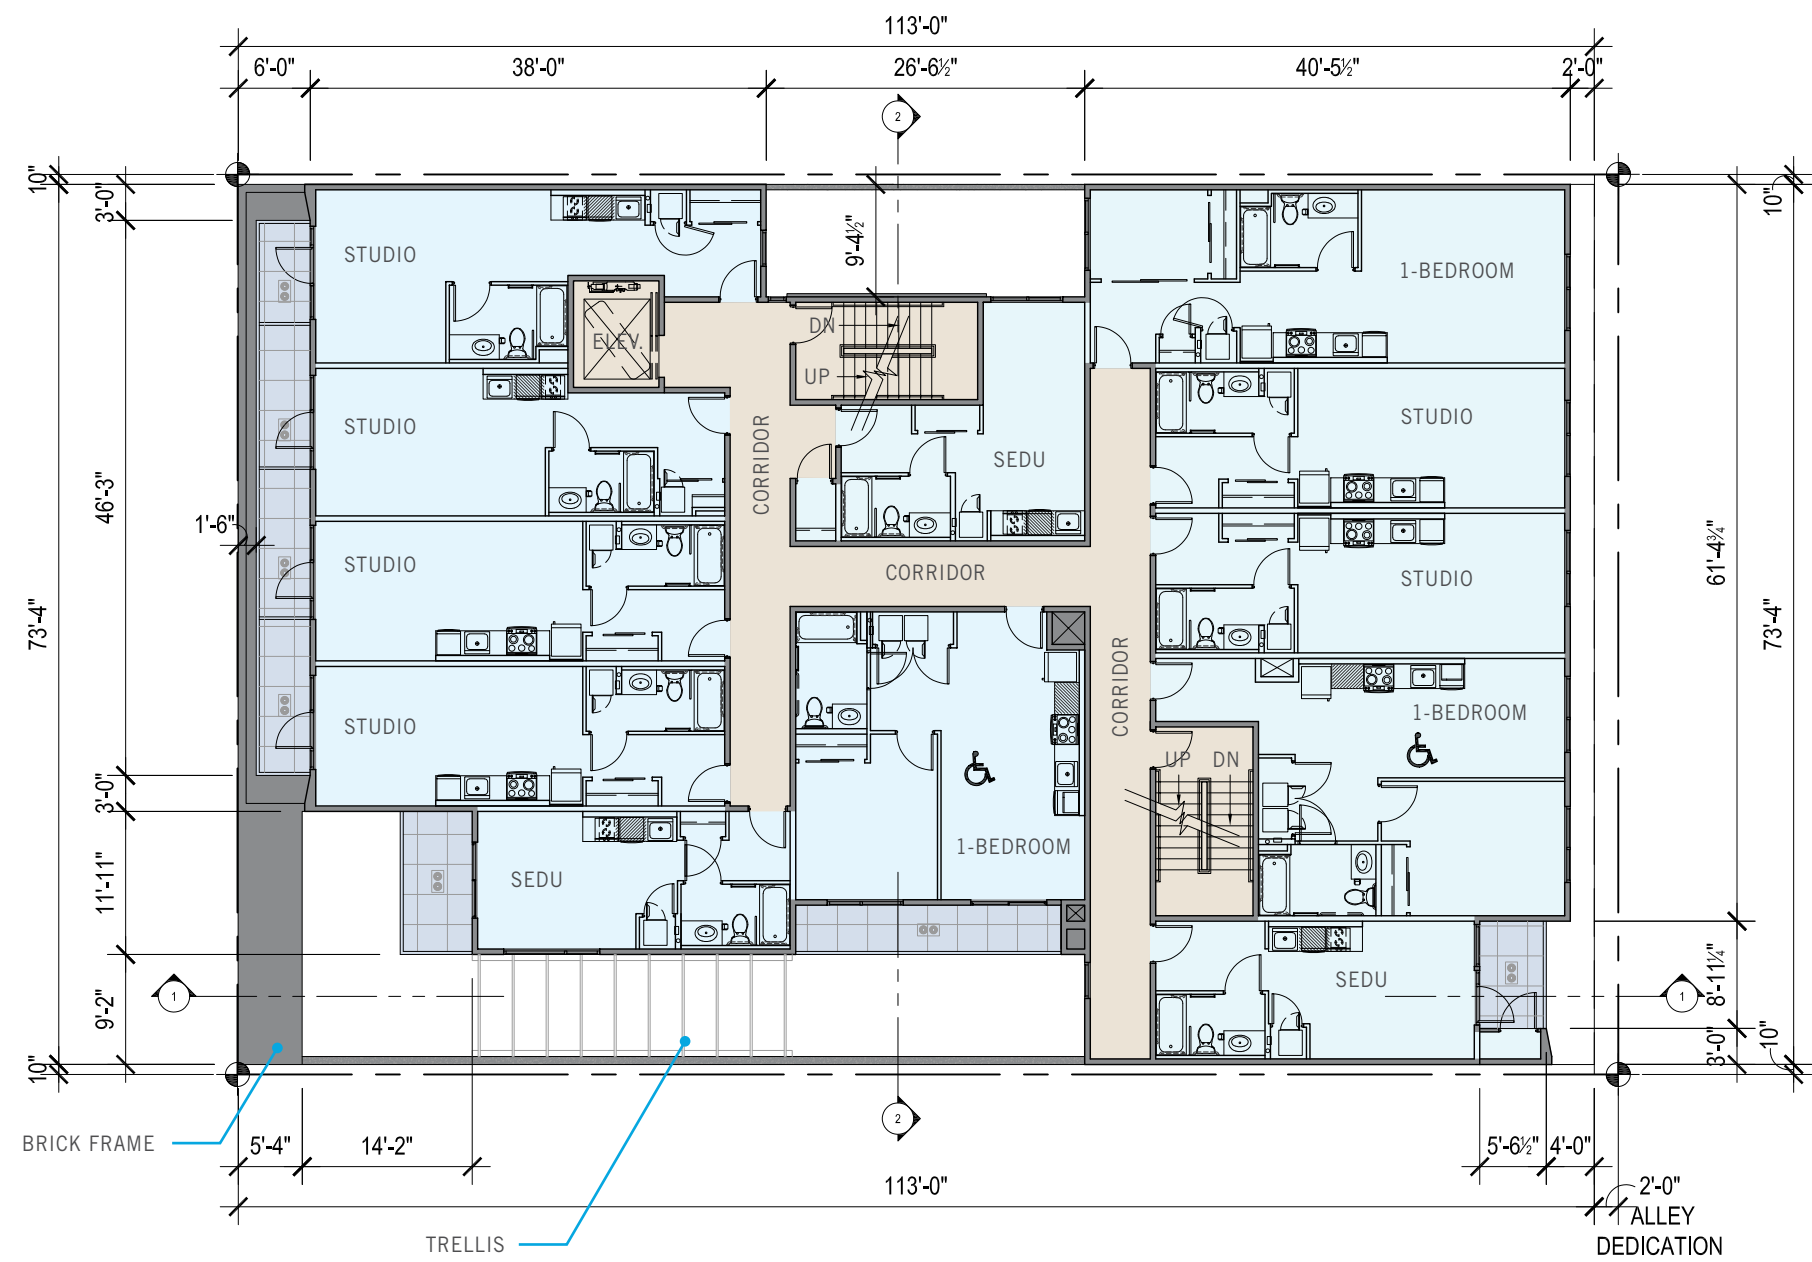 113'-0"
6'-0"
38'-0"
26'-6½"
40'-5½"
2'-0"
2
10"
3'-0"
10"
9'-4½"
STUDIO
1-BEDROOM
DN
ELEV.
UP
STUDIO
CORRIDOR
STUDIO
SEDU
46'-3"
1'-6"
STUDIO
CORRIDOR
STUDIO
61'-4¾"
73'-4"
73'-4"
CORRIDOR
STUDIO
1-BEDROOM
UP
DN
3'-0"
1-BEDROOM
11'-11"
SEDU
SEDU
8'-11¼"
9'-2"
1
1
3'-0"
10"
10"
2
BRICK FRAME
5'-4"
14'-2"
5'-6½"
4'-0"
113'-0"
2'-0"
ALLEY
DEDICATION
TRELLIS